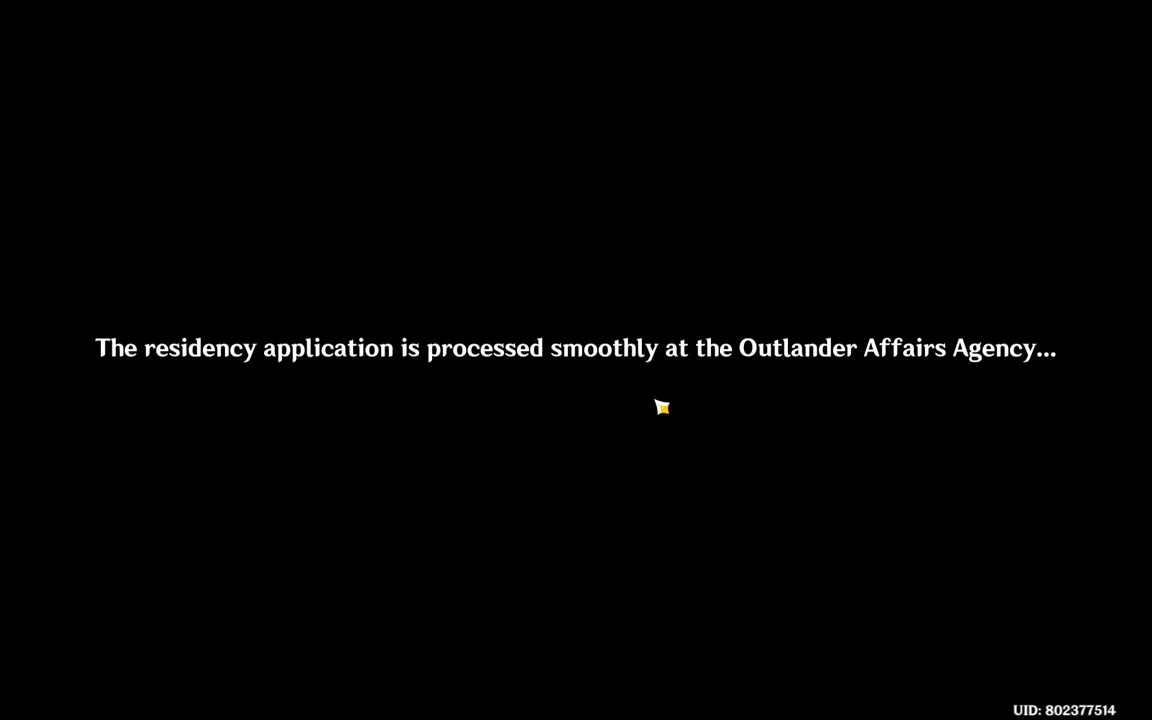 The residency application is processed smoothly at the Outlander Affairs Agency...
UID: 802377514